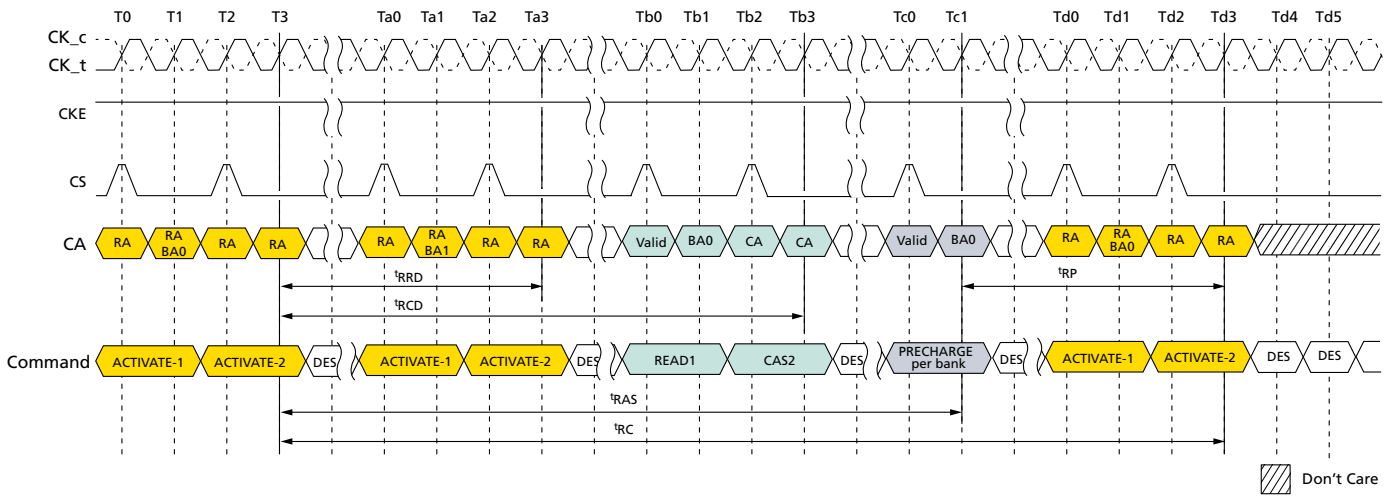 T0 T1 T2 T3 Ta0 Ta1 Ta2 Ta3 Tb0 Tb1 Tb2 Tb3 Tc0 Tc1 Td0 Td1 Td2 Td3 Td4 Td5
CK_c
CK_t
CKE
CS
CA RA RA BA0 RA RA RA RA BA1 RA RA Valid BA0 CA CA Valid BA0 RA RA BA0 RA RA
tRRD tRP
tRCD
Command ACTIVATE-1 ACTIVATE-2 DES ACTIVATE-1 ACTIVATE-2 DES READ1 CAS2 DES PRECHARGE per bank DES ACTIVATE-1 ACTIVATE-2 DES DES
tRAS
tRC
Don't Care